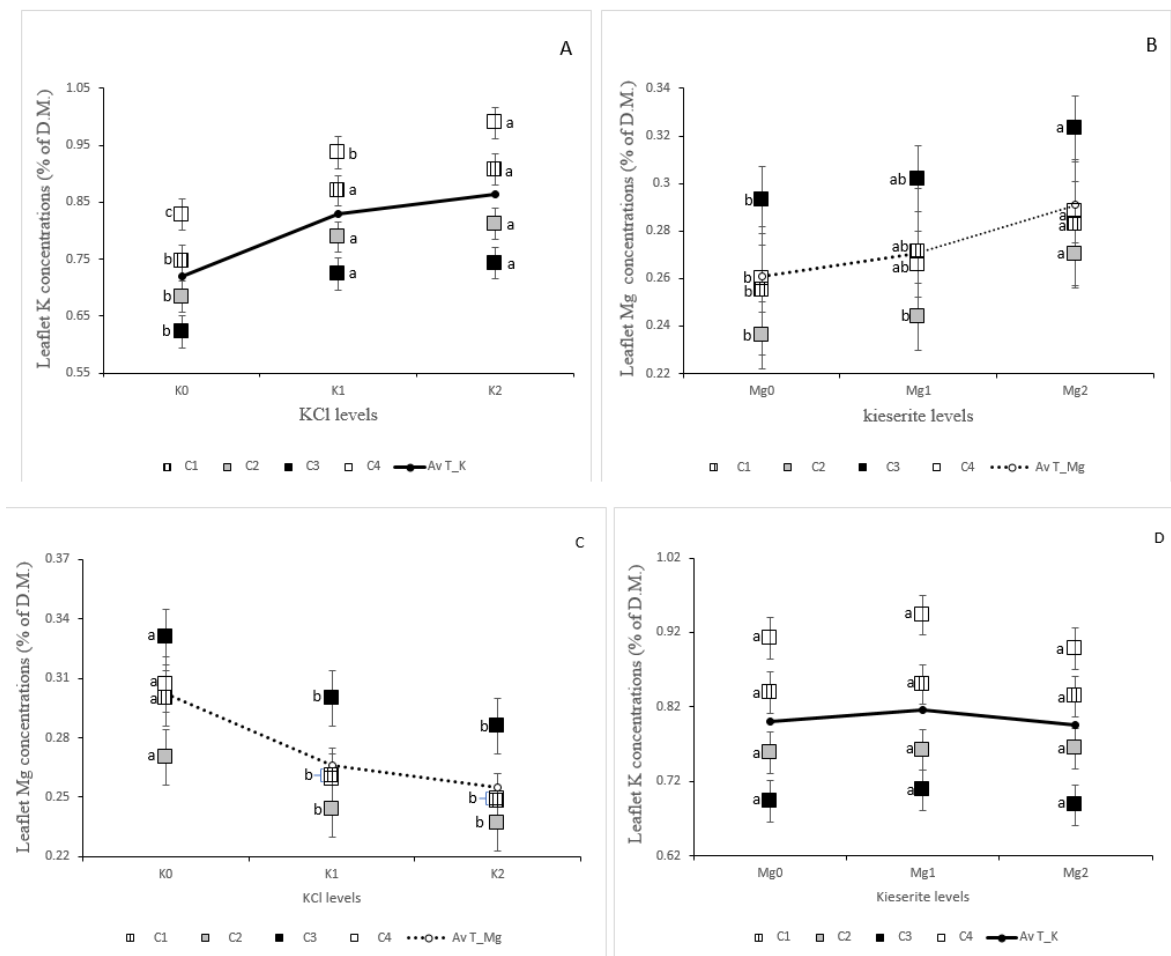 A
Leaflet K concentrations (% of D.M.)
1.05
0.95
0.85
0.75
0.65
0.55
c
b
b
b
b
a
a
a
a
a
a
a
K0 K1 K2
KCl levels
C1 C2 C3 C4 Av T_K
B
Leaflet Mg concentrations (% of D.M.)
0.34
0.32
0.3
0.28
0.26
0.24
0.22
b
b
b
b
ab
ab
ab
b
a
a
a
a
Mg0 Mg1 Mg2
kieserite levels
C1 C2 C3 C4 Av T_Mg
C
Leaflet Mg concentrations (% of D.M.)
0.37
0.34
0.31
0.28
0.25
0.22
a
a
a
a
b
b
b
b
b
b
K0 K1 K2
KCl levels
C1 C2 C3 C4 Av T_Mg
D
Leaflet K concentrations (% of D.M.)
1.02
0.92
0.82
0.72
0.62
a
a
a
a
a
a
a
a
a
a
a
a
Mg0 Mg1 Mg2
Kieserite levels
C1 C2 C3 C4 Av T_K